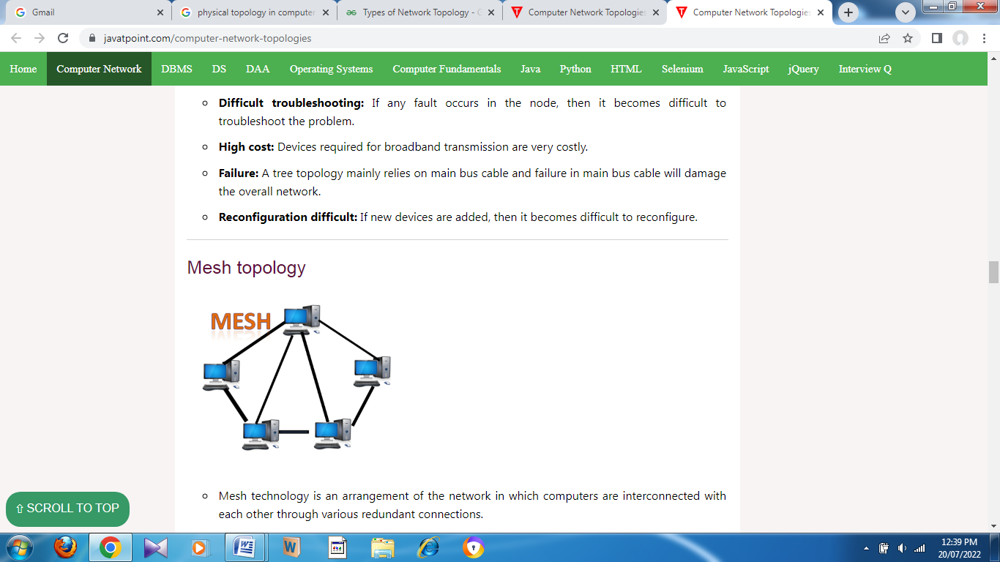 Gmail
physical topology in computer
Types of Network Topology - G
Computer Network Topologies
Computer Network Topologies
javatpoint.com/computer-network-topologies
Home Computer Network DBMS DS DAA Operating Systems Computer Fundamentals Java Python HTML Selenium JavaScript jQuery Interview Q
Difficult troubleshooting: If any fault occurs in the node, then it becomes difficult to
troubleshoot the problem.
High cost: Devices required for broadband transmission are very costly.
Failure: A tree topology mainly relies on main bus cable and failure in main bus cable will damage
the overall network.
Reconfiguration difficult: If new devices are added, then it becomes difficult to reconfigure.
Mesh topology
MESH
Mesh technology is an arrangement of the network in which computers are interconnected with
each other through various redundant connections.
⇧ SCROLL TO TOP
12:39 PM
20/07/2022